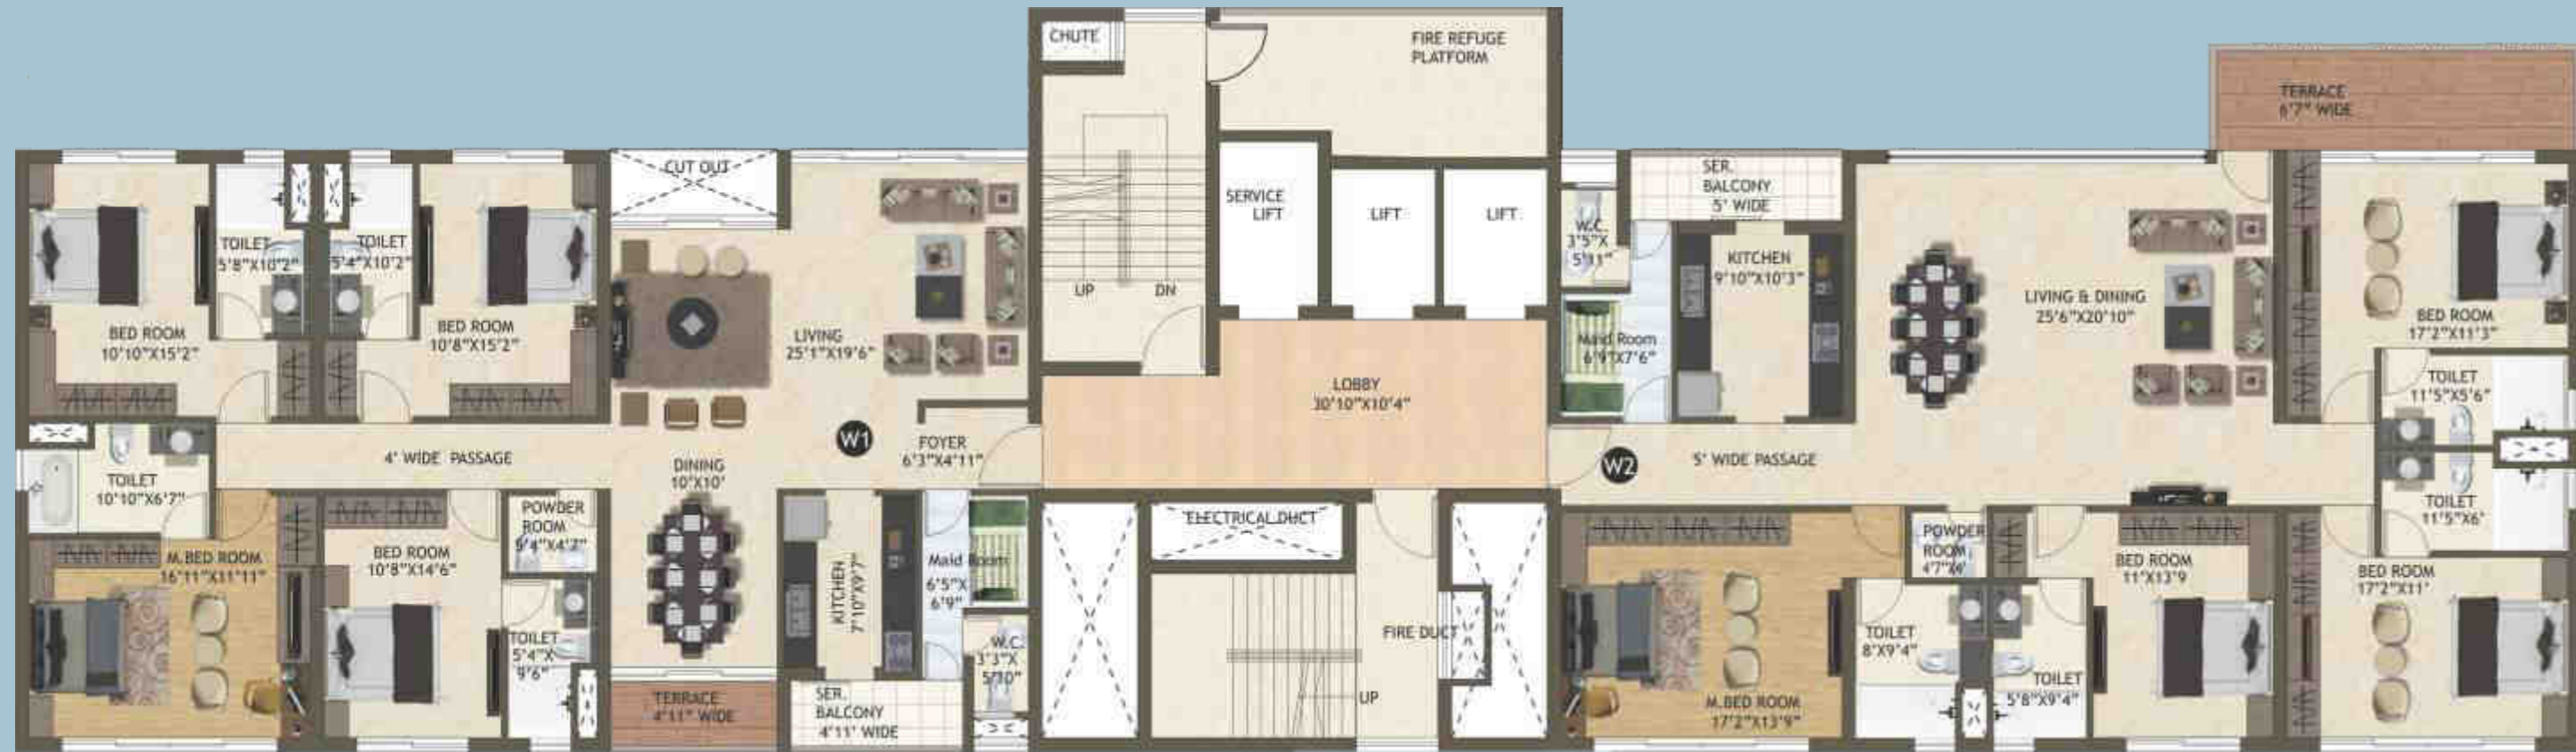 CHUTE
FIRE REFUGE
PLATFORM
TERRACE
6'7" WIDE
CUT OUT
SER.
BALCONY
5' WIDE
SERVICE
LIFT
LIFT
LIFT
W.C.
3'5"X
5'11"
TOILET
5'8"X10'2"
TOILET
5'4"X10'2"
KITCHEN
9'10"X10'3"
UP
DN
LIVING & DINING
25'6"X20'10"
BED ROOM
10'10"X15'2"
BED ROOM
10'8"X15'2"
LIVING
25'1"X19'6"
Maid Room
6'9"X7'6"
BED ROOM
17'2"X11'3"
LOBBY
30'10"X10'4"
TOILET
11'5"X5'6"
W1
FOYER
6'3"X4'11"
4' WIDE PASSAGE
DINING
10'X10'
W2
5' WIDE PASSAGE
TOILET
10'10"X6'7"
POWDER
ROOM
5'4"X4'7"
ELECTRICAL DUCT
TOILET
11'5"X6'
M.BED ROOM
16'11"X11'11"
BED ROOM
10'8"X14'6"
KITCHEN
7'10"X9'7"
Maid Room
6'5"X
6'9"
POWDER
ROOM
4'7"X4'
BED ROOM
11'X13'9
BED ROOM
17'2"X11'
TOILET
5'4"X
9'6"
W.C.
3'3"X
5'10"
FIRE DUCT
TOILET
8'X9'4"
TOILET
5'8"X9'4"
TERRACE
4'11" WIDE
SER.
BALCONY
4'11' WIDE
UP
M.BED ROOM
17'2"X13'9"